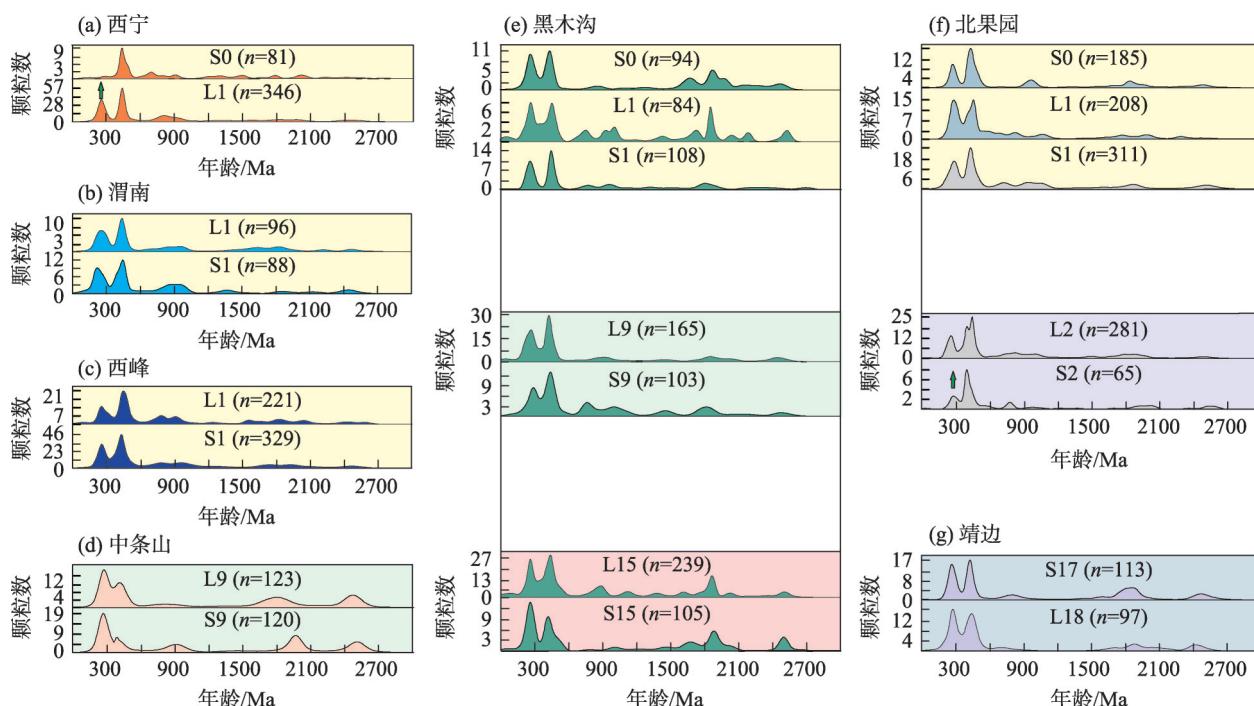 (a) 西宁
颗粒数
9
3
S0 (n=81)
57
28
0
L1 (n=346)
300 900 1500 2100 2700
年龄/Ma
(b) 渭南
颗粒数
10
3
L1 (n=96)
12
6
0
S1 (n=88)
300 900 1500 2100 2700
年龄/Ma
(c) 西峰
颗粒数
21
7
L1 (n=221)
46
23
0
S1 (n=329)
300 900 1500 2100 2700
年龄/Ma
(d) 中条山
颗粒数
12
4
L9 (n=123)
19
9
0
S9 (n=120)
300 900 1500 2100 2700
年龄/Ma
(e) 黑木沟
颗粒数
11
5
0
S0 (n=94)
6
2
L1 (n=84)
14
7
0
S1 (n=108)
颗粒数
30
15
0
L9 (n=165)
9
3
S9 (n=103)
颗粒数
27
13
0
L15 (n=239)
9
3
S15 (n=105)
300 900 1500 2100 2700
年龄/Ma
(f) 北果园
颗粒数
12
4
S0 (n=185)
15
7
0
L1 (n=208)
18
6
S1 (n=311)
颗粒数
25
12
0
L2 (n=281)
6
2
S2 (n=65)
300 900 1500 2100 2700
年龄/Ma
(g) 靖边
颗粒数
17
8
0
S17 (n=113)
12
4
L18 (n=97)
300 900 1500 2100 2700
年龄/Ma